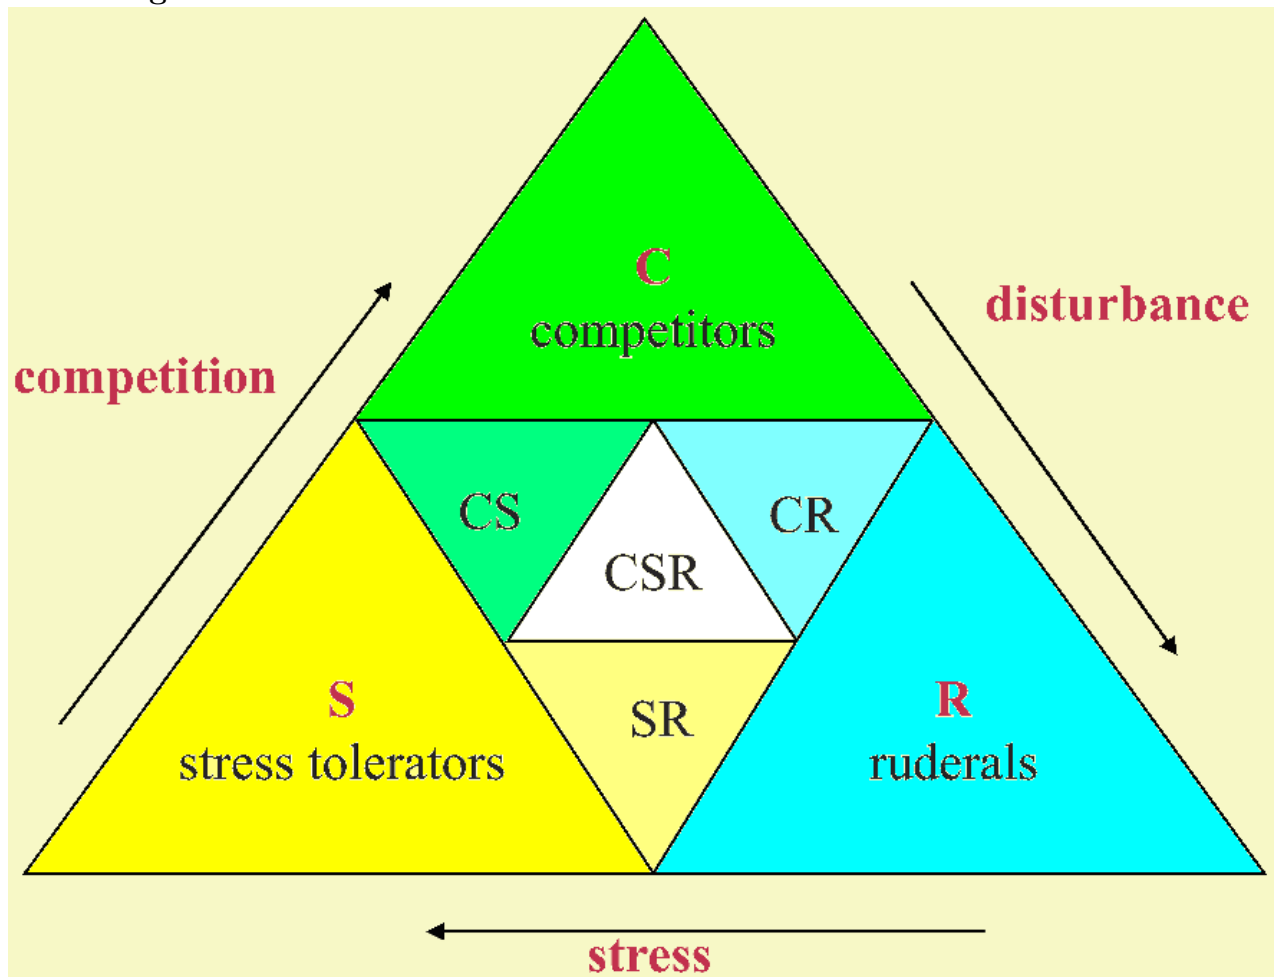 C
competitors
disturbance
competition
CS
CR
CSR
S
stress tolerators
SR
R
ruderals
stress